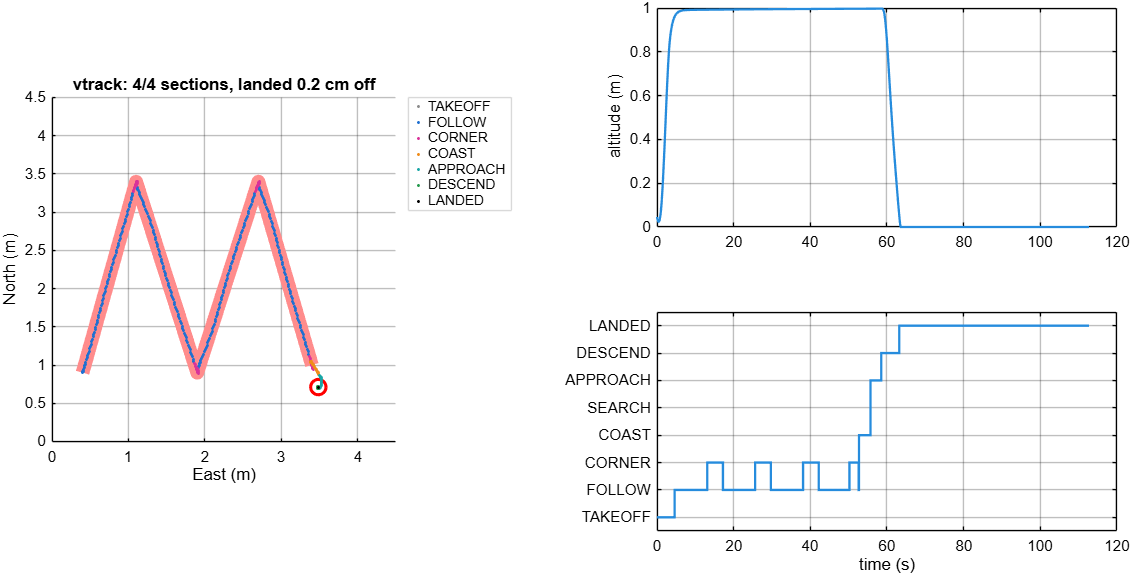 vtrack: 4/4 sections, landed 0.2 cm off
4.5
4
3.5
3
2.5
2
1.5
1
0.5
0
North (m)
0 1 2 3 4
East (m)
TAKEOFF
FOLLOW
CORNER
COAST
APPROACH
DESCEND
LANDED
1
0.8
0.6
0.4
0.2
0
altitude (m)
0 20 40 60 80 100 120
LANDED
DESCEND
APPROACH
SEARCH
COAST
CORNER
FOLLOW
TAKEOFF
0 20 40 60 80 100 120
time (s)